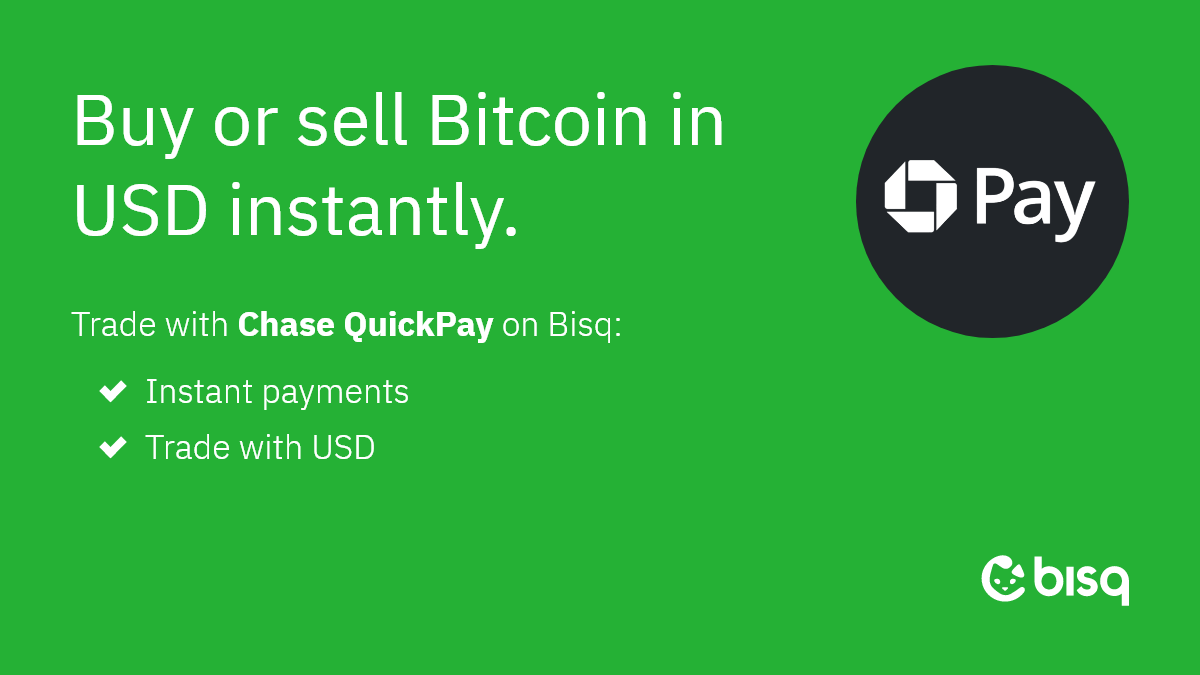 Buy or sell Bitcoin in
USD instantly.
Pay
Trade with Chase QuickPay on Bisq:
Instant payments
Trade with USD
bisq